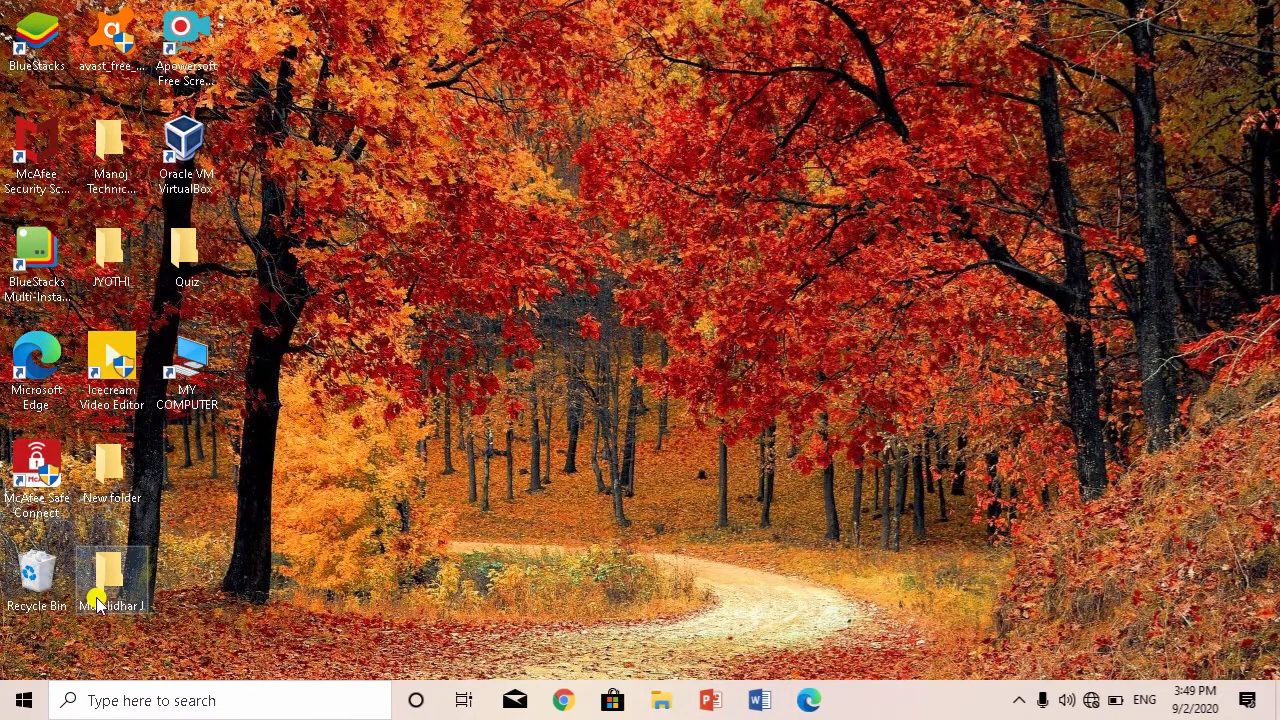 BlueStacks
avast_free_...
Apowersoft
Free Scre...
McAfee
Security Sc...
Manoj
Technic...
Oracle VM
VirtualBox
BlueStacks
Multi-Insta...
JYOTHI
Quiz
Microsoft
Edge
Icecream
Video Editor
MY
COMPUTER
McAfee Safe
Connect
New folder
Recycle Bin
Type here to search
ENG
3:49 PM
9/2/2020